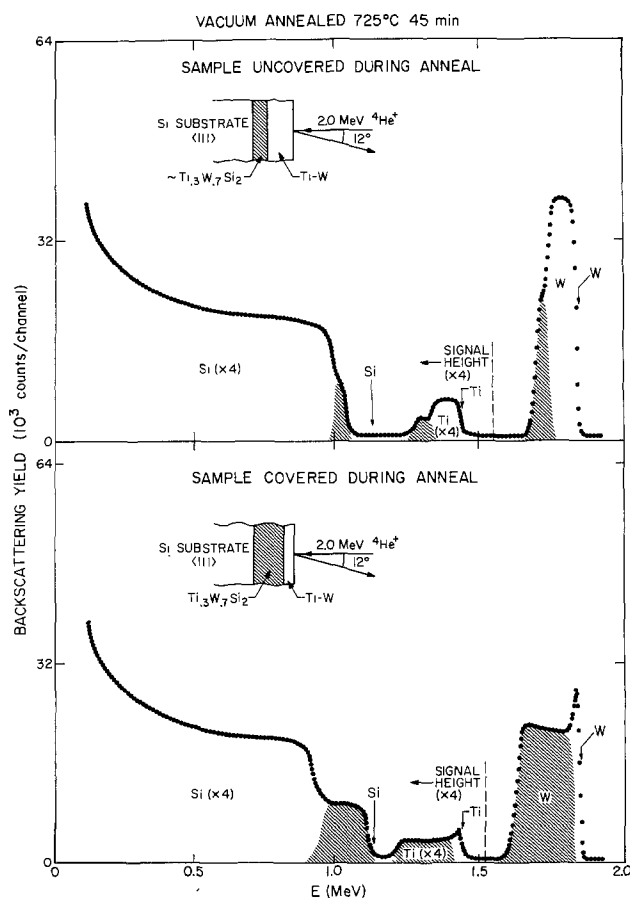 VACUUM ANNEALED 725°C 45 min
64
SAMPLE UNCOVERED DURING ANNEAL
Si SUBSTRATE
⟨111⟩
2.0 MeV ⁴He⁺
12°
~Ti.3W.7Si2
Ti-W
32
W
W
SIGNAL
HEIGHT
(×4)
Si (×4)
Si
Ti
Ti
(×4)
0
BACKSCATTERING YIELD (10³ counts/channel)
64
SAMPLE COVERED DURING ANNEAL
Si SUBSTRATE
⟨111⟩
2.0 MeV ⁴He⁺
12°
Ti.3W.7Si2
Ti-W
32
W
SIGNAL
HEIGHT
(×4)
Si (×4)
Si
Ti
W
Ti (×4)
0
0 0.5 1.0 1.5 2.0
E (MeV)